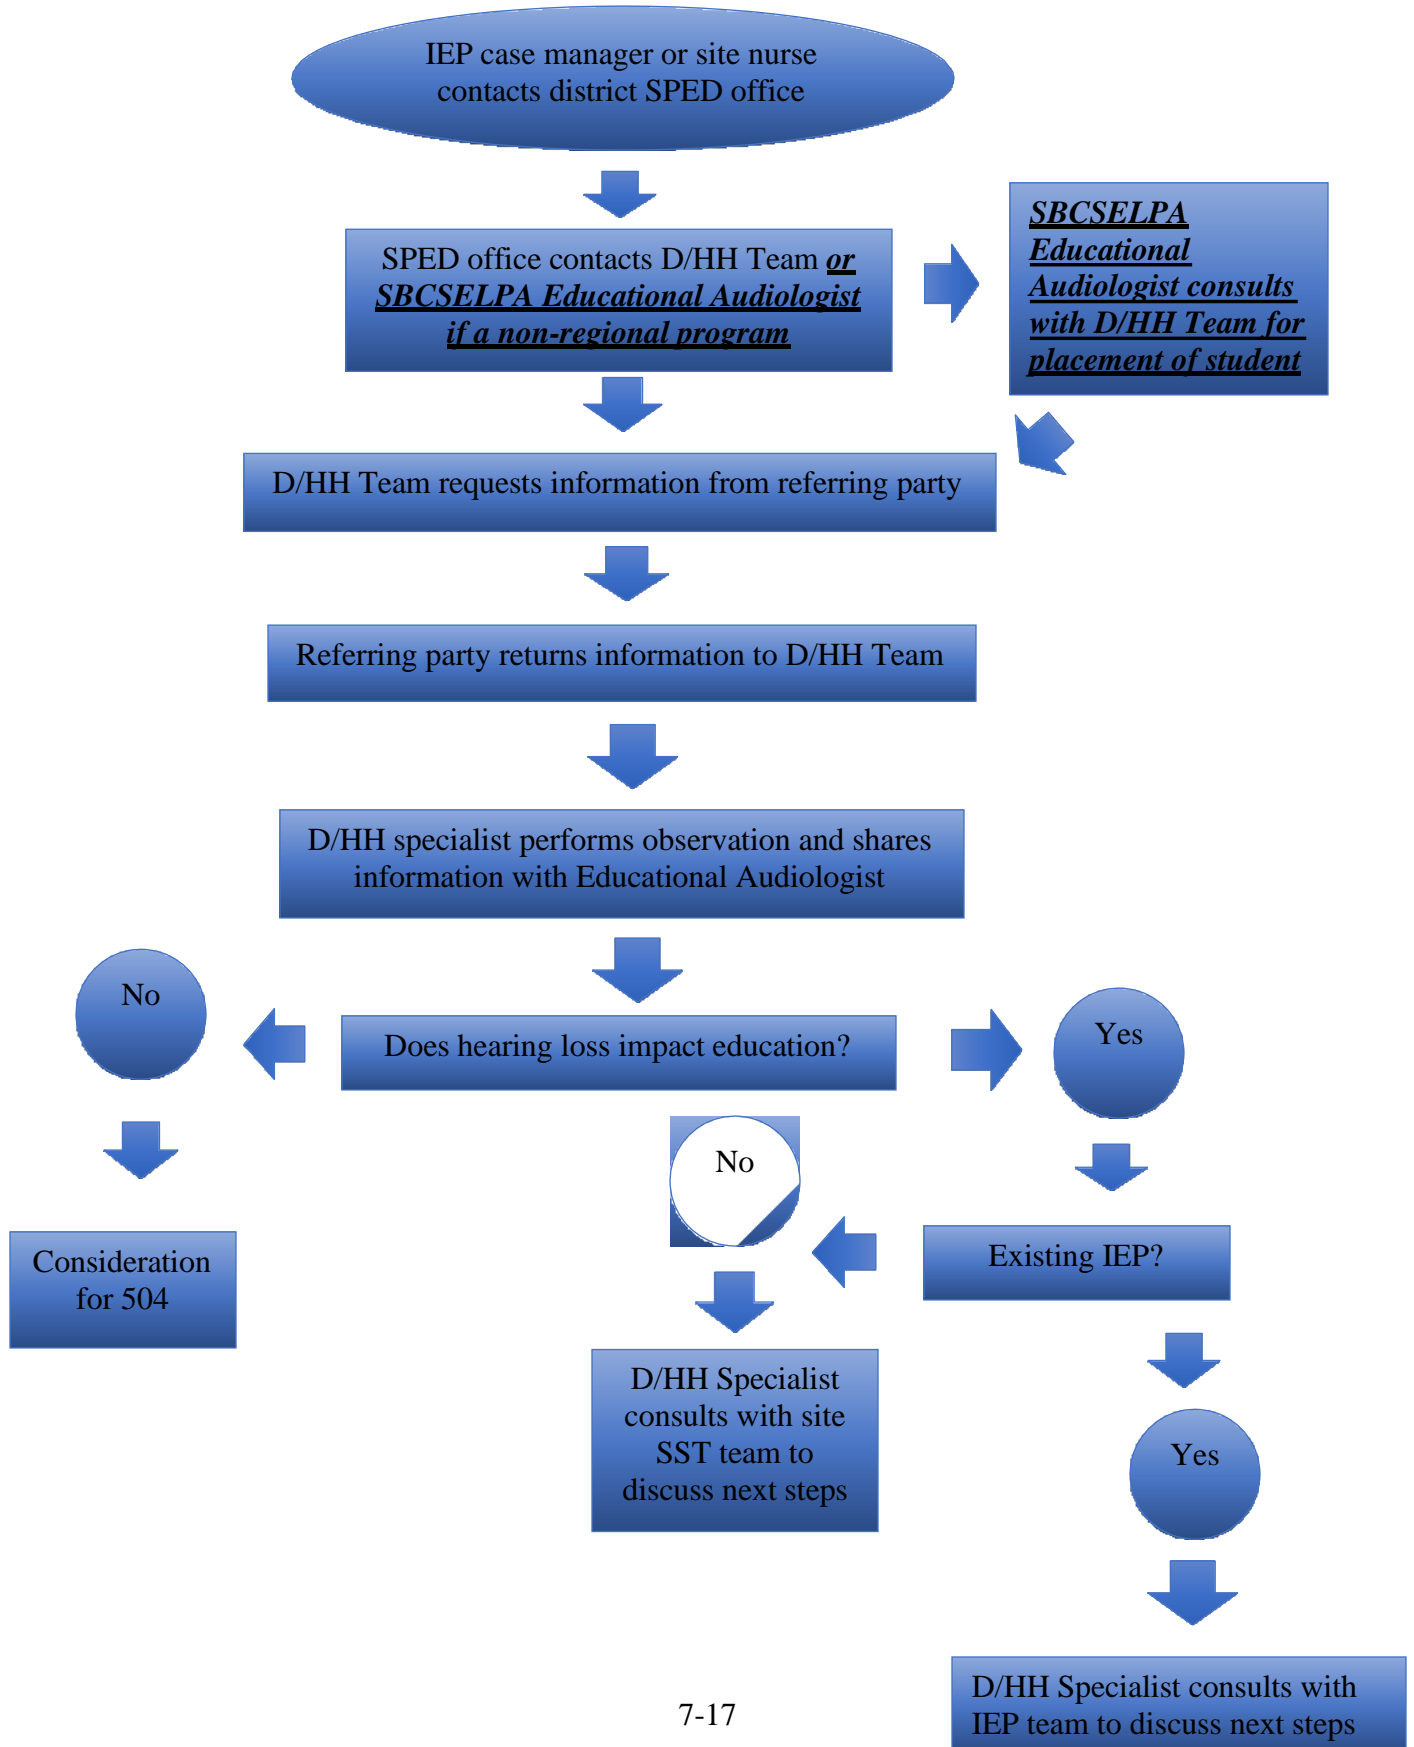 IEP case manager or site nurse
contacts district SPED office
SPED office contacts D/HH Team or
SBCSELPA Educational Audiologist
if a non-regional program
SBCSELPA
Educational
Audiologist consults
with D/HH Team for
placement of student
D/HH Team requests information from referring party
Referring party returns information to D/HH Team
D/HH specialist performs observation and shares
information with Educational Audiologist
Does hearing loss impact education?
No
Yes
Consideration
for 504
Existing IEP?
No
D/HH Specialist
consults with site
SST team to
discuss next steps
Yes
D/HH Specialist consults with
IEP team to discuss next steps
7-17